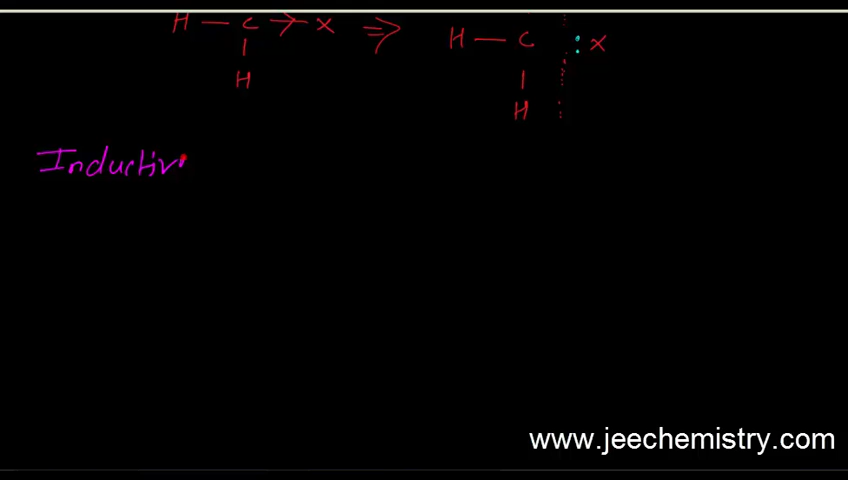 H — C → X ⇒ H — C : X
| |
H H
Inductiv
www.jeechemistry.com